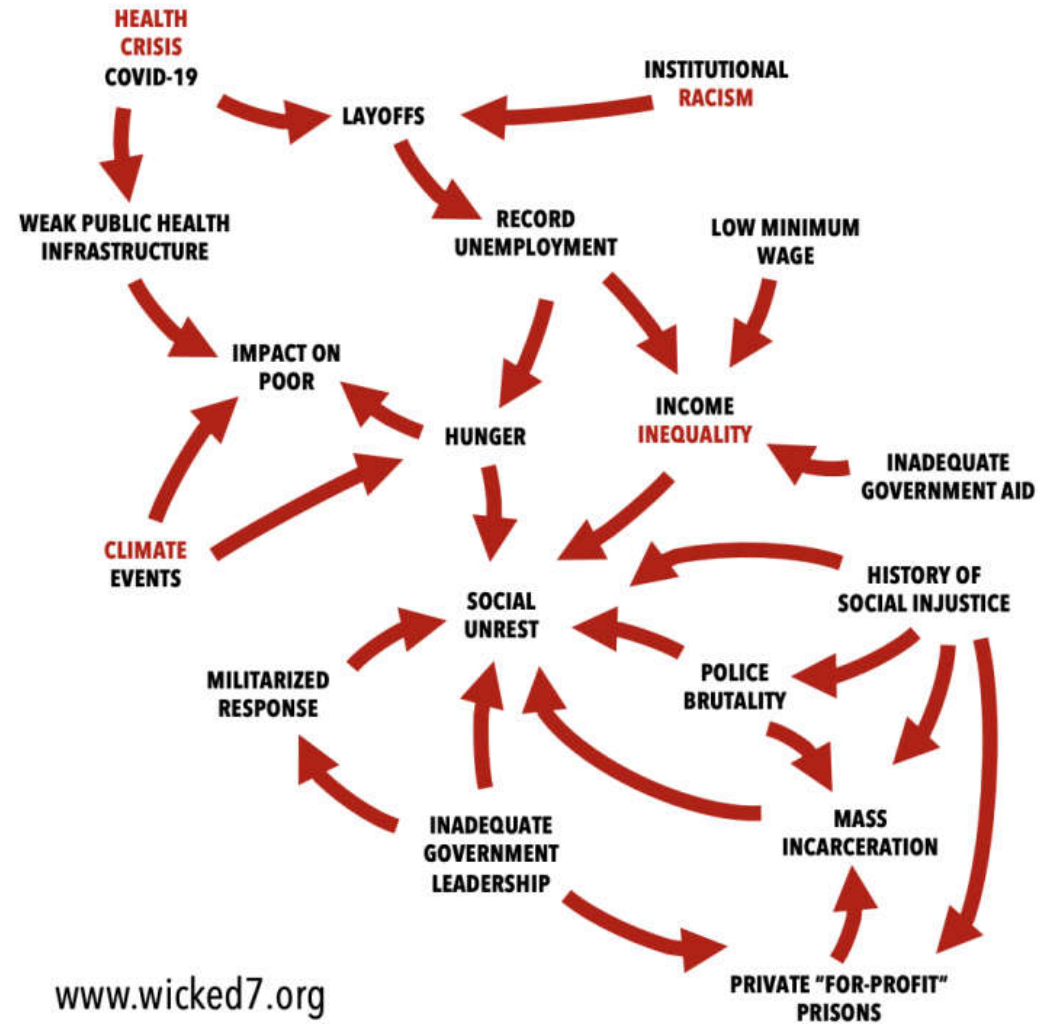 HEALTH
CRISIS
COVID-19
INSTITUTIONAL
RACISM
LAYOFFS
WEAK PUBLIC HEALTH
INFRASTRUCTURE
RECORD
UNEMPLOYMENT
LOW MINIMUM
WAGE
IMPACT ON
POOR
INCOME
INEQUALITY
HUNGER
INADEQUATE
GOVERNMENT AID
CLIMATE
EVENTS
HISTORY OF
SOCIAL INJUSTICE
SOCIAL
UNREST
MILITARIZED
RESPONSE
POLICE
BRUTALITY
INADEQUATE
GOVERNMENT
LEADERSHIP
MASS
INCARCERATION
PRIVATE "FOR-PROFIT"
PRISONS
www.wicked7.org